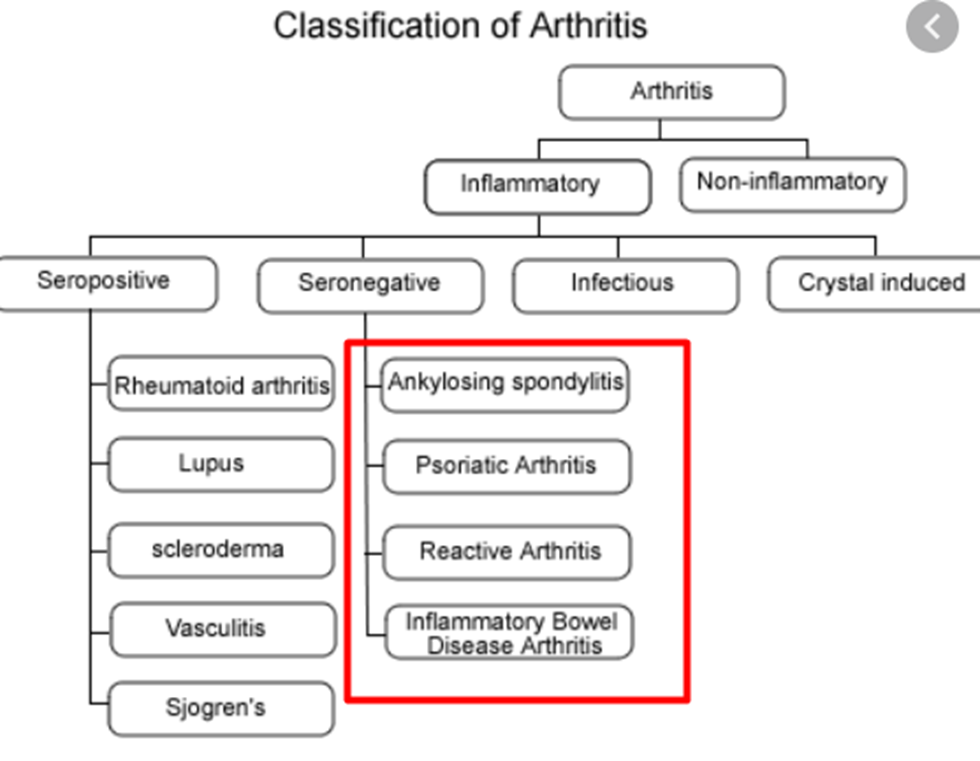 Classification of Arthritis
Arthritis
Inflammatory
Non-inflammatory
Seropositive
Seronegative
Infectious
Crystal induced
Rheumatoid arthritis
Lupus
scleroderma
Vasculitis
Sjogren's
Ankylosing spondylitis
Psoriatic Arthritis
Reactive Arthritis
Inflammatory Bowel
Disease Arthritis